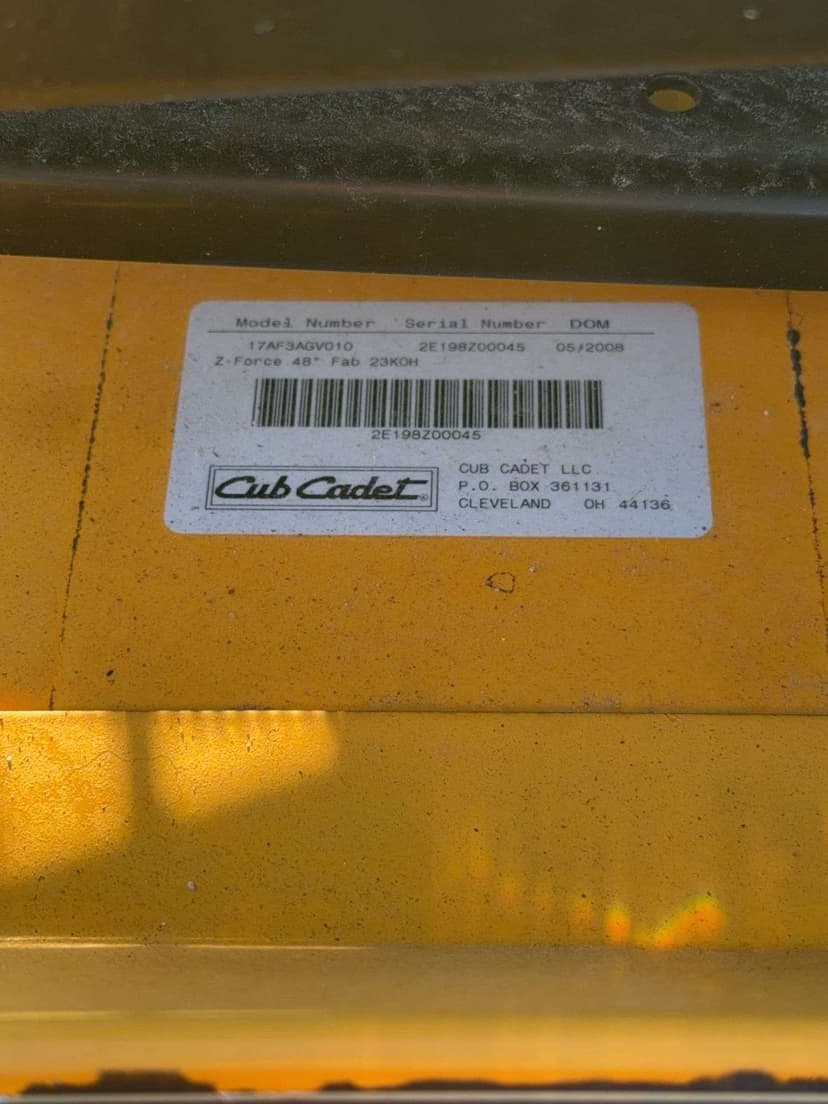 Model Number Serial Number DOM
17AF3AGV010 2E198Z00045 05/2008
Z-Force 48" Fab 23KOH
2E198Z00045
Cub Cadet®
CUB CADET LLC
P.O. BOX 361131
CLEVELAND OH 44136